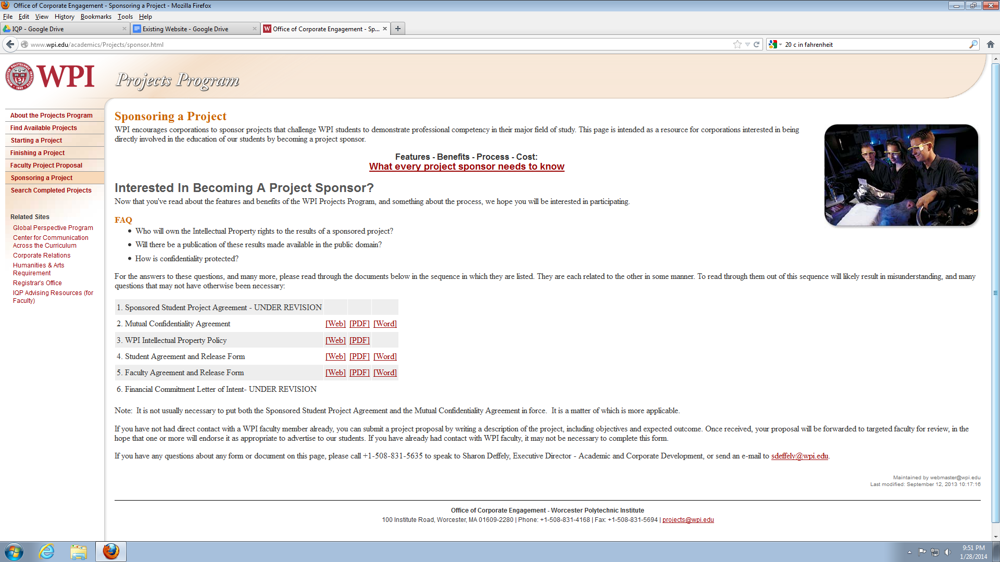 Office of Corporate Engagement - Sponsoring a Project - Mozilla Firefox
File Edit View History Bookmarks Tools Help
IQP - Google Drive
Existing Website - Google Drive
W Office of Corporate Engagement - Sp...
www.wpi.edu/academics/Projects/sponsor.html
20 c in fahrenheit
WPI
Projects Program
About the Projects Program
Find Available Projects
Starting a Project
Finishing a Project
Faculty Project Proposal
Sponsoring a Project
Search Completed Projects
Related Sites
Global Perspective Program
Center for Communication
Across the Curriculum
Corporate Relations
Humanities & Arts
Requirement
Registrar's Office
IQP Advising Resources (for
Faculty)
Sponsoring a Project
WPI encourages corporations to sponsor projects that challenge WPI students to demonstrate professional competency in their major field of study. This page is intended as a resource for corporations interested in being
directly involved in the education of our students by becoming a project sponsor.
Features - Benefits - Process - Cost:
What every project sponsor needs to know
Interested In Becoming A Project Sponsor?
Now that you've read about the features and benefits of the WPI Projects Program, and something about the process, we hope you will be interested in participating.
FAQ
• Who will own the Intellectual Property rights to the results of a sponsored project?
• Will there be a publication of these results made available in the public domain?
• How is confidentiality protected?
For the answers to these questions, and many more, please read through the documents below in the sequence in which they are listed. They are each related to the other in some manner. To read through them out of this sequence will likely result in misunderstanding, and many
questions that may not have otherwise been necessary:
1. Sponsored Student Project Agreement - UNDER REVISION
2. Mutual Confidentiality Agreement [Web] [PDF] [Word]
3. WPI Intellectual Property Policy [Web] [PDF]
4. Student Agreement and Release Form [Web] [PDF] [Word]
5. Faculty Agreement and Release Form [Web] [PDF] [Word]
6. Financial Commitment Letter of Intent- UNDER REVISION
Note:  It is not usually necessary to put both the Sponsored Student Project Agreement and the Mutual Confidentiality Agreement in force.  It is a matter of which is more applicable.
If you have not had direct contact with a WPI faculty member already, you can submit a project proposal by writing a description of the project, including objectives and expected outcome. Once received, your proposal will be forwarded to targeted faculty for review, in the
hope that one or more will endorse it as appropriate to advertise to our students. If you have already had contact with WPI faculty, it may not be necessary to complete this form.
If you have any questions about any form or document on this page, please call +1-508-831-5635 to speak to Sharon Deffely, Executive Director - Academic and Corporate Development, or send an e-mail to sdeffely@wpi.edu.
Maintained by webmaster@wpi.edu
Last modified: September 12, 2013 10:17:16
Office of Corporate Engagement - Worcester Polytechnic Institute
100 Institute Road, Worcester, MA 01609-2280 | Phone: +1-508-831-4168 | Fax: +1-508-831-5694 | projects@wpi.edu
9:51 PM
1/28/2014